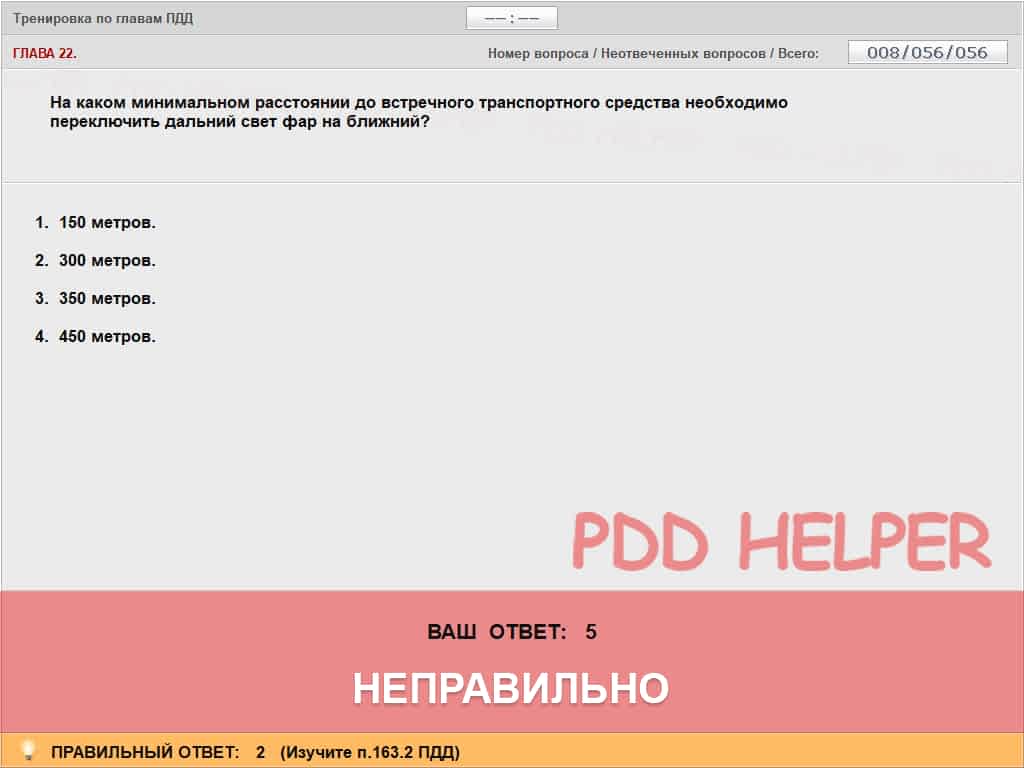 Тренировка по главам ПДД
—— : ——
ГЛАВА 22.
Номер вопроса / Неотвеченных вопросов / Всего:
008/056/056
На каком минимальном расстоянии до встречного транспортного средства необходимо
переключить дальний свет фар на ближний?
1. 150 метров.
2. 300 метров.
3. 350 метров.
4. 450 метров.
PDD HELPER
ВАШ ОТВЕТ: 5
НЕПРАВИЛЬНО
ПРАВИЛЬНЫЙ ОТВЕТ: 2 (Изучите п.163.2 ПДД)